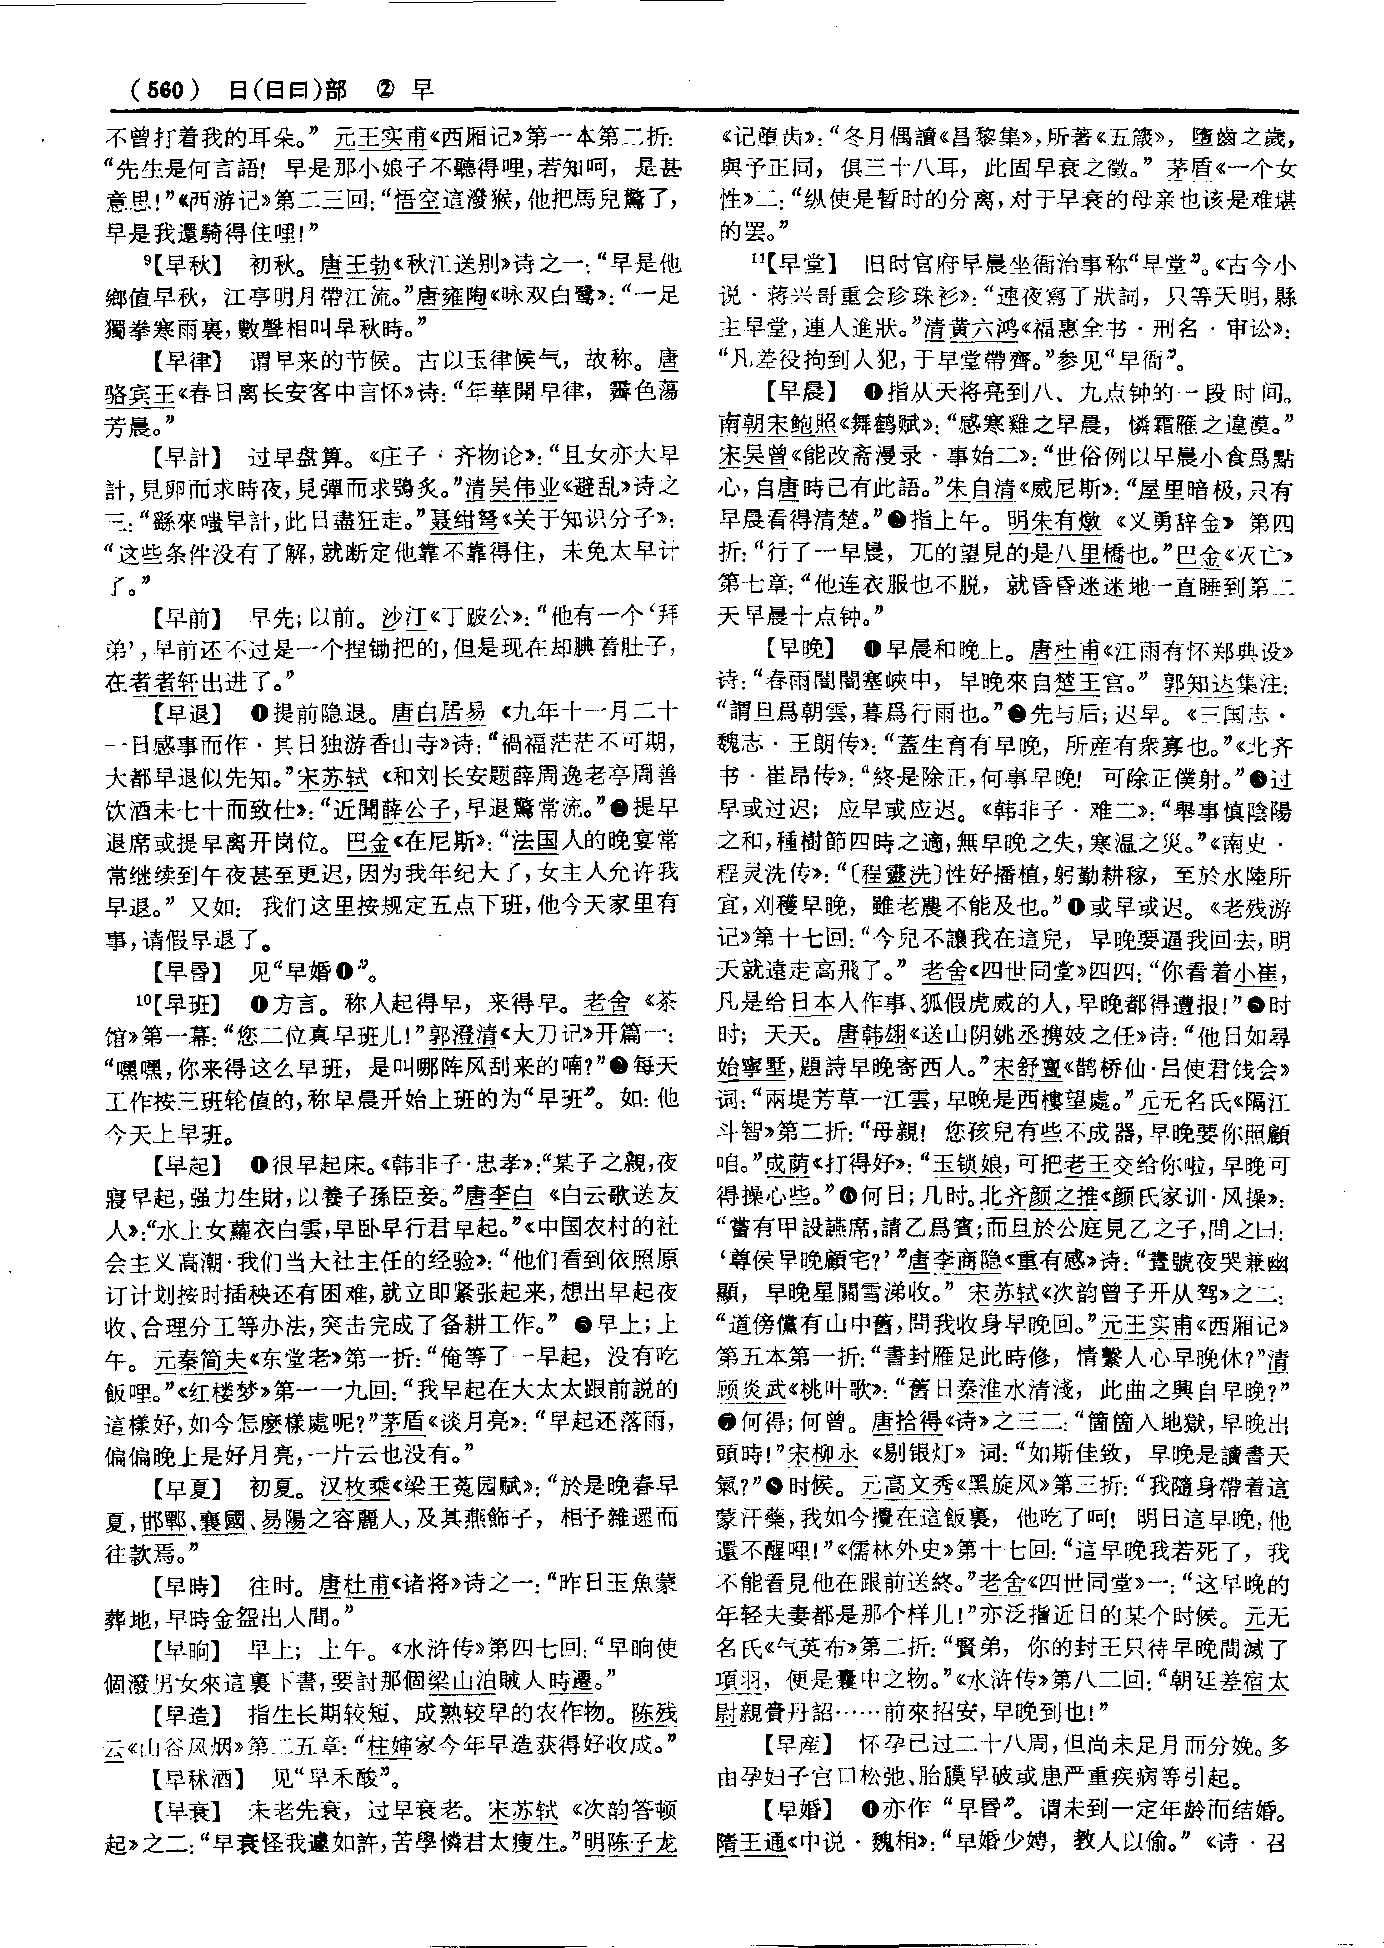 (560) 日(日曰)部 ② 早
不曾打着我的耳朵。” 元王实甫《西厢记》第一本第二折:
“先生是何言語! 早是那小娘子不聽得哩,若知呵, 是甚
意思!”《西游记》第二三回:“悟空這潑猴,他把馬兒驚了,
早是我還騎得住哩!”
9【早秋】 初秋。唐王勃《秋江送别》诗之一:“早是他
鄉值早秋, 江亭明月帶江流。”唐雍陶《咏双白鹭》:“一足
獨拳寒雨裏,數聲相叫早秋時。”
【早律】 谓早来的节候。古以玉律候气, 故称。唐
骆宾王《春日离长安客中言怀》诗:“年華開早律, 霽色蕩
芳晨。”
【早計】 过早盘算。《庄子·齐物论》:“且女亦大早
計,見卵而求時夜,見彈而求鴞炙。”清吴伟业《避乱》诗之
三:“繇來嗤早計,此日盡狂走。”聂绀弩《关于知识分子》:
“这些条件没有了解,就断定他靠不靠得住, 未免太早计
了。”
【早前】 早先;以前。沙汀《丁跛公》:“他有一个‘拜
弟’,早前还不过是一个捏锄把的,但是现在却腆着肚子,
在者者轩出进了。”
【早退】 ❶提前隐退。唐白居易《九年十一月二十
一日感事而作·其日独游香山寺》诗:“禍福茫茫不可期,
大都早退似先知。”宋苏轼《和刘长安题薛周逸老亭周善
饮酒未七十而致仕》:“近聞薛公子,早退驚常流。”❷提早
退席或提早离开岗位。巴金《在尼斯》:“法国人的晚宴常
常继续到午夜甚至更迟,因为我年纪大了,女主人允许我
早退。” 又如: 我们这里按规定五点下班,他今天家里有
事,请假早退了。
【早昏】 见“早婚❶”。
10【早班】 ❶方言。称人起得早, 来得早。老舍《茶
馆》第一幕:“您二位真早班儿!”郭澄清《大刀记》开篇一:
“嘿嘿,你来得这么早班, 是叫哪阵风刮来的喃?”❷每天
工作按三班轮值的,称早晨开始上班的为“早班”。如: 他
今天上早班。
【早起】 ❶很早起床。《韩非子·忠孝》:“某子之親,夜
寢早起,强力生財,以養子孫臣妾。”唐李白《白云歌送友
人》:“水上女蘿衣白雲,早卧早行君早起。”《中国农村的社
会主义高潮·我们当大社主任的经验》:“他们看到依照原
订计划按时插秧还有困难,就立即紧张起来,想出早起夜
收、合理分工等办法,突击完成了备耕工作。” ❷早上;上
午。 元秦简夫《东堂老》第一折:“俺等了一早起, 没有吃
飯哩。”《红楼梦》第一一九回:“我早起在大太太跟前説的
這樣好,如今怎麽樣處呢?”茅盾《谈月亮》:“早起还落雨,
偏偏晚上是好月亮,一片云也没有。”
【早夏】 初夏。汉枚乘《梁王菟园赋》:“於是晚春早
夏,邯鄲、襄國、易陽之容麗人,及其燕飾子, 相予雜遝而
往款焉。”
【早時】 往时。唐杜甫《诸将》诗之一:“昨日玉魚蒙
葬地,早時金盌出人間。”
【早晌】 早上; 上午。《水浒传》第四七回:“早晌使
個潑男女來這裏下書,要討那個梁山泊賊人時遷。”
【早造】 指生长期较短、成熟较早的农作物。陈残
云《山谷风烟》第二五章:“柱婶家今年早造获得好收成。”
【早秫酒】 见“早禾酸”。
【早衰】 未老先衰, 过早衰老。宋苏轼《次韵答顿
起》之二:“早衰怪我遽如許,苦學憐君太瘦生。”明陈子龙
《记堕齿》:“冬月偶讀《昌黎集》,所著《五箴》, 墮齒之歲,
與予正同, 俱三十八耳, 此固早衰之徵。” 茅盾《一个女
性》二:“纵使是暂时的分离,对于早衰的母亲也该是难堪
的罢。”
11【早堂】 旧时官府早晨坐衙治事称“早堂”。《古今小
说·蒋兴哥重会珍珠衫》:“連夜寫了狀詞, 只等天明,縣
主早堂,連人進狀。”清黄六鸿《福惠全书·刑名·审讼》:
“凡差役拘到人犯,于早堂帶齊。”参见“早衙”。
【早晨】 ❶指从天将亮到八、九点钟的一段时间。
南朝宋鲍照《舞鹤赋》:“感寒雞之早晨, 憐霜雁之違漠。”
宋吴曾《能改斋漫录·事始二》:“世俗例以早晨小食爲點
心,自唐時已有此語。”朱自清《威尼斯》:“屋里暗极,只有
早晨看得清楚。”❷指上午。 明朱有燉《义勇辞金》第四
折:“行了一早晨, 兀的望見的是八里橋也。”巴金《灭亡》
第七章:“他连衣服也不脱, 就昏昏迷迷地一直睡到第二
天早晨十点钟。”
【早晚】 ❶早晨和晚上。唐杜甫《江雨有怀郑典设》
诗:“春雨闇闇塞峽中, 早晚來自楚王宫。” 郭知达集注:
“謂旦爲朝雲,暮爲行雨也。”❷先与后;迟早。《三国志·
魏志·王朗传》:“蓋生育有早晚, 所産有衆寡也。”《北齐
书·崔昂传》:“終是除正,何事早晚! 可除正僕射。”❸过
早或过迟; 应早或应迟。《韩非子·难二》:“舉事慎陰陽
之和,種樹節四時之適,無早晚之失,寒温之災。”《南史·
程灵洗传》:“〔程靈洗〕性好播植,躬勤耕稼, 至於水陸所
宜,刈穫早晚, 雖老農不能及也。”❹或早或迟。《老残游
记》第十七回:“今兒不讓我在這兒, 早晚要逼我回去,明
天就遠走高飛了。” 老舍《四世同堂》四四:“你看着小崔,
凡是给日本人作事、狐假虎威的人,早晚都得遭报!”❺时
时; 天天。 唐韩翃《送山阴姚丞携妓之任》诗:“他日如尋
始寧墅,題詩早晚寄西人。”宋舒亶《鹊桥仙·吕使君饯会》
词:“兩堤芳草一江雲,早晚是西樓望處。”元无名氏《隔江
斗智》第二折:“母親! 您孩兒有些不成器,早晚要你照顧
咱。”成荫《打得好》:“玉锁娘,可把老王交给你啦,早晚可
得操心些。”❻何日;几时。北齐颜之推《颜氏家训·风操》:
“嘗有甲設讌席,請乙爲賓;而旦於公庭見乙之子,問之曰:
‘尊侯早晚顧宅?’”唐李商隐《重有感》诗:“晝號夜哭兼幽
顯, 早晚星關雪涕收。” 宋苏轼《次韵曾子开从驾》之二:
“道傍儻有山中舊,問我收身早晚回。”元王实甫《西厢记》
第五本第一折:“書封雁足此時修, 情繫人心早晚休?”清
顾炎武《桃叶歌》:“舊日秦淮水清淺, 此曲之興自早晚?”
❼何得;何曾。 唐拾得《诗》之三二:“箇箇入地獄,早晚出
頭時!”宋柳永《剔银灯》词:“如斯佳致, 早晚是讀書天
氣?”❽时候。 元高文秀《黑旋风》第三折:“我隨身帶着這
蒙汗藥,我如今攪在這飯裏, 他吃了呵! 明日這早晚,他
還不醒哩!”《儒林外史》第十七回:“這早晚我若死了, 我
不能看見他在跟前送終。”老舍《四世同堂》一:“这早晚的
年轻夫妻都是那个样儿!”亦泛指近日的某个时候。元无
名氏《气英布》第二折:“賢弟, 你的封王只待早晚間滅了
項羽, 便是囊中之物。”《水浒传》第八二回:“朝廷差宿太
尉親賫丹詔……前來招安,早晚到也!”
【早産】 怀孕已过二十八周,但尚未足月而分娩。多
由孕妇子宫口松弛、胎膜早破或患严重疾病等引起。
【早婚】 ❶亦作“早昏”。 谓未到一定年龄而结婚。
隋王通《中说·魏相》:“早婚少娉, 教人以偷。” 《诗·召